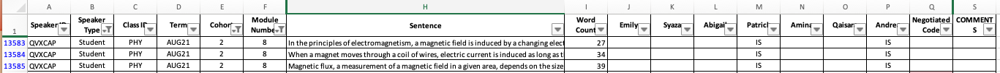 A B C D E F H I J K L M N O P Q S
1 Speaker Speaker Type Class ID Term Cohort Module Numbe Sentence Word Count Emily Syaza Abigai Patric Amina Qaisar Andre Negotiated Code COMMENTS
13583 QVXCAP Student PHY AUG21 2 8 In the principles of electromagnetism, a magnetic field is induced by a changing elect 27 IS IS
13584 QVXCAP Student PHY AUG21 2 8 When a magnet moves through a coil of wires, electric current is induced as long as t 34 IS IS
13585 QVXCAP Student PHY AUG21 2 8 Magnetic flux, a measurement of a magnetic field in a given area, depends on the size 39 IS IS